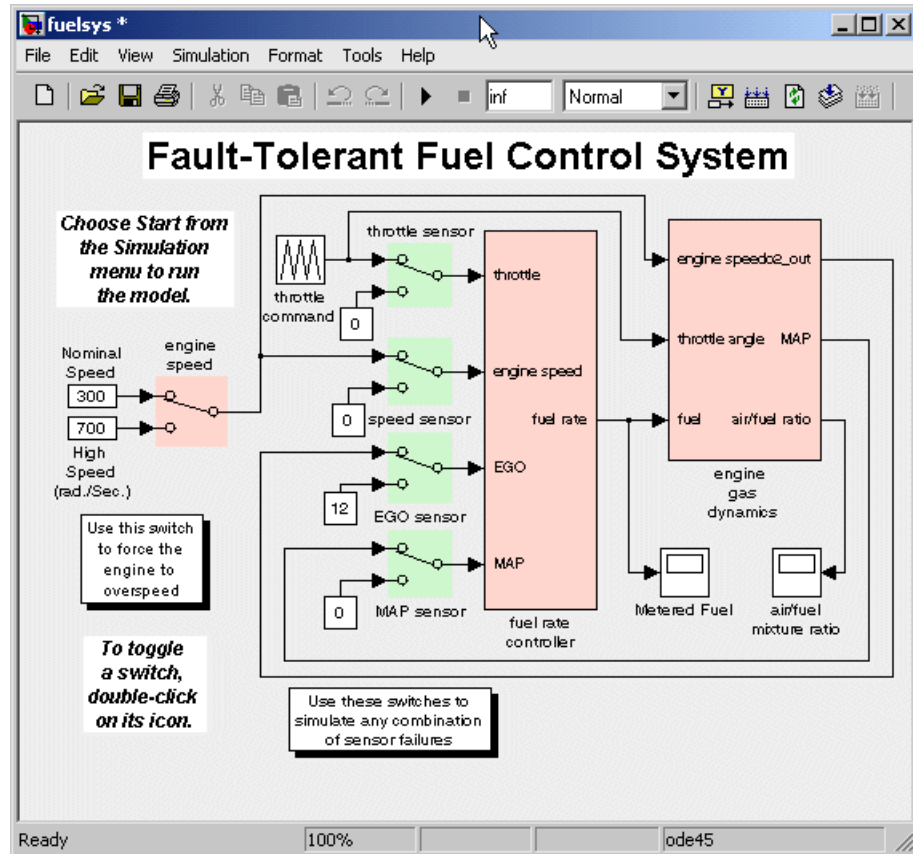 fuelsys *
File Edit View Simulation Format Tools Help
inf Normal
Fault-Tolerant Fuel Control System
Choose Start from
the Simulation
menu to run
the model.
throttle
command
0
throttle sensor
throttle
engine speed
o2_out
throttle angle MAP
Nominal
Speed
300
700
High
Speed
(rad./Sec.)
engine
speed
0
speed sensor
engine speed
fuel rate
fuel air/fuel ratio
engine
gas
dynamics
12
EGO sensor
EGO
Use this switch
to force the
engine to
overspeed
0
MAP sensor
MAP
fuel rate
controller
Metered Fuel
air/fuel
mixture ratio
To toggle
a switch,
double-click
on its icon.
Use these switches to
simulate any combination
of sensor failures
Ready 100% ode45